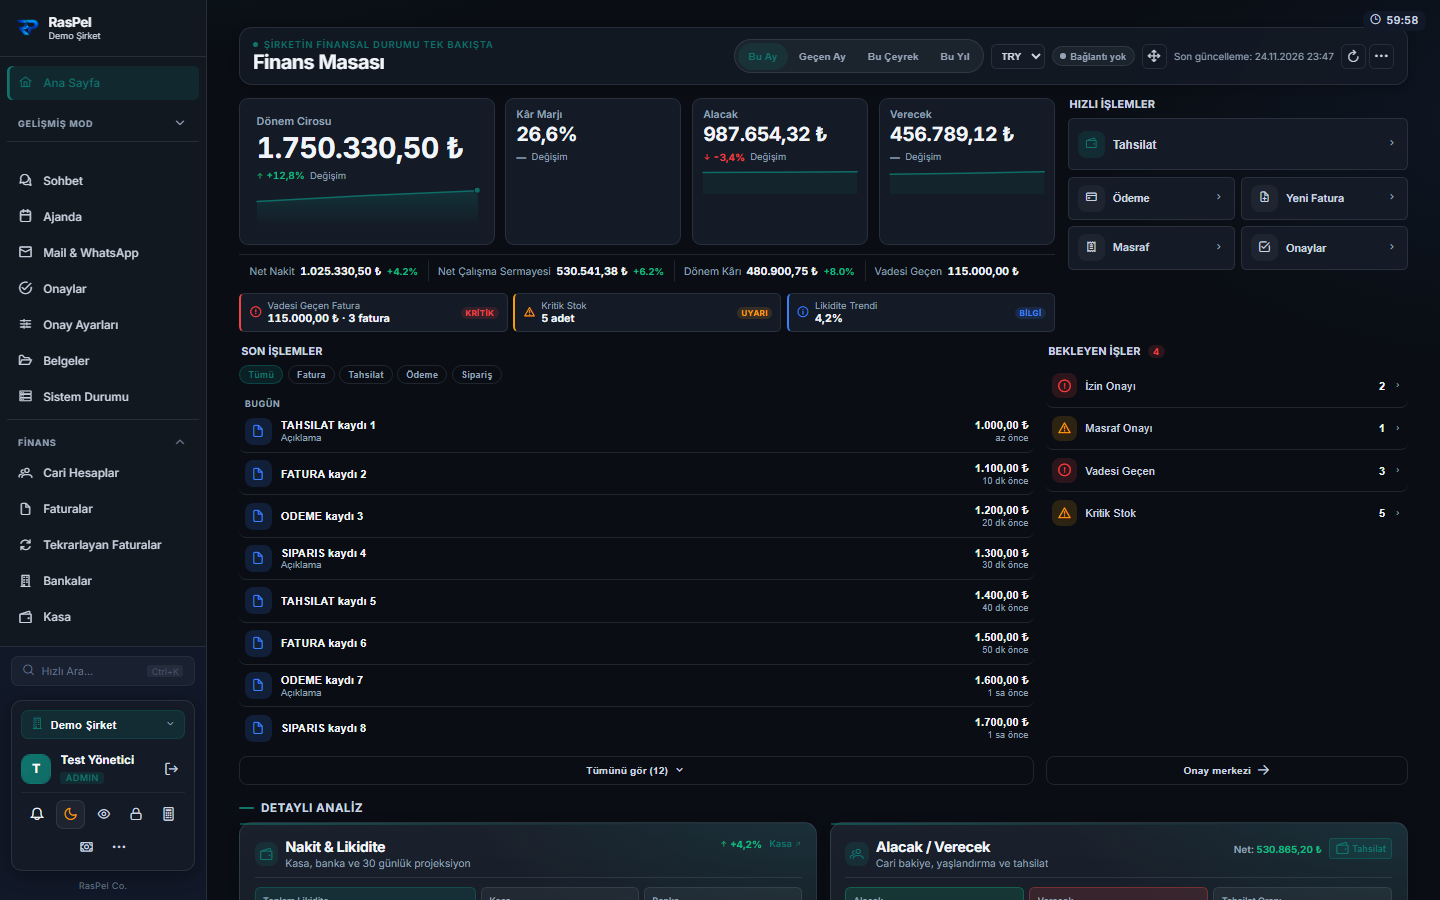 RasPel
Demo Şirket
Ana Sayfa
GELİŞMİŞ MOD
Sohbet
Ajanda
Mail & WhatsApp
Onaylar
Onay Ayarları
Belgeler
Sistem Durumu
FİNANS
Cari Hesaplar
Faturalar
Tekrarlayan Faturalar
Bankalar
Kasa
Hızlı Ara...
Ctrl+K
Demo Şirket
T
Test Yönetici
ADMIN
RasPel Co.
59:58
ŞİRKETİN FİNANSAL DURUMU TEK BAKIŞTA
Finans Masası
Bu Ay
Geçen Ay
Bu Çeyrek
Bu Yıl
TRY
Bağlantı yok
Son güncelleme: 24.11.2026 23:47
Dönem Cirosu
1.750.330,50 ₺
↑ +12,8% Değişim
Kâr Marjı
26,6%
— Değişim
Alacak
987.654,32 ₺
↓ -3,4% Değişim
Verecek
456.789,12 ₺
— Değişim
HIZLI İŞLEMLER
Tahsilat
Ödeme
Yeni Fatura
Masraf
Onaylar
Net Nakit 1.025.330,50 ₺ +4.2%
Net Çalışma Sermayesi 530.541,38 ₺ +6.2%
Dönem Kârı 480.900,75 ₺ +8.0%
Vadesi Geçen 115.000,00 ₺
Vadesi Geçen Fatura
115.000,00 ₺ · 3 fatura
KRİTİK
Kritik Stok
5 adet
UYARI
Likidite Trendi
4,2%
BİLGİ
SON İŞLEMLER
Tümü
Fatura
Tahsilat
Ödeme
Sipariş
BUGÜN
TAHSILAT kaydı 1
Açıklama
1.000,00 ₺
az önce
FATURA kaydı 2
1.100,00 ₺
10 dk önce
ODEME kaydı 3
1.200,00 ₺
20 dk önce
SIPARIS kaydı 4
Açıklama
1.300,00 ₺
30 dk önce
TAHSILAT kaydı 5
1.400,00 ₺
40 dk önce
FATURA kaydı 6
1.500,00 ₺
50 dk önce
ODEME kaydı 7
Açıklama
1.600,00 ₺
1 sa önce
SIPARIS kaydı 8
1.700,00 ₺
1 sa önce
Tümünü gör (12)
BEKLEYEN İŞLER 4
İzin Onayı 2
Masraf Onayı 1
Vadesi Geçen 3
Kritik Stok 5
Onay merkezi →
DETAYLI ANALİZ
Nakit & Likidite
Kasa, banka ve 30 günlük projeksiyon
↑ +4,2%
Kasa ↗
Alacak / Verecek
Cari bakiye, yaşlandırma ve tahsilat
Net: 530.865,20 ₺
Tahsilat